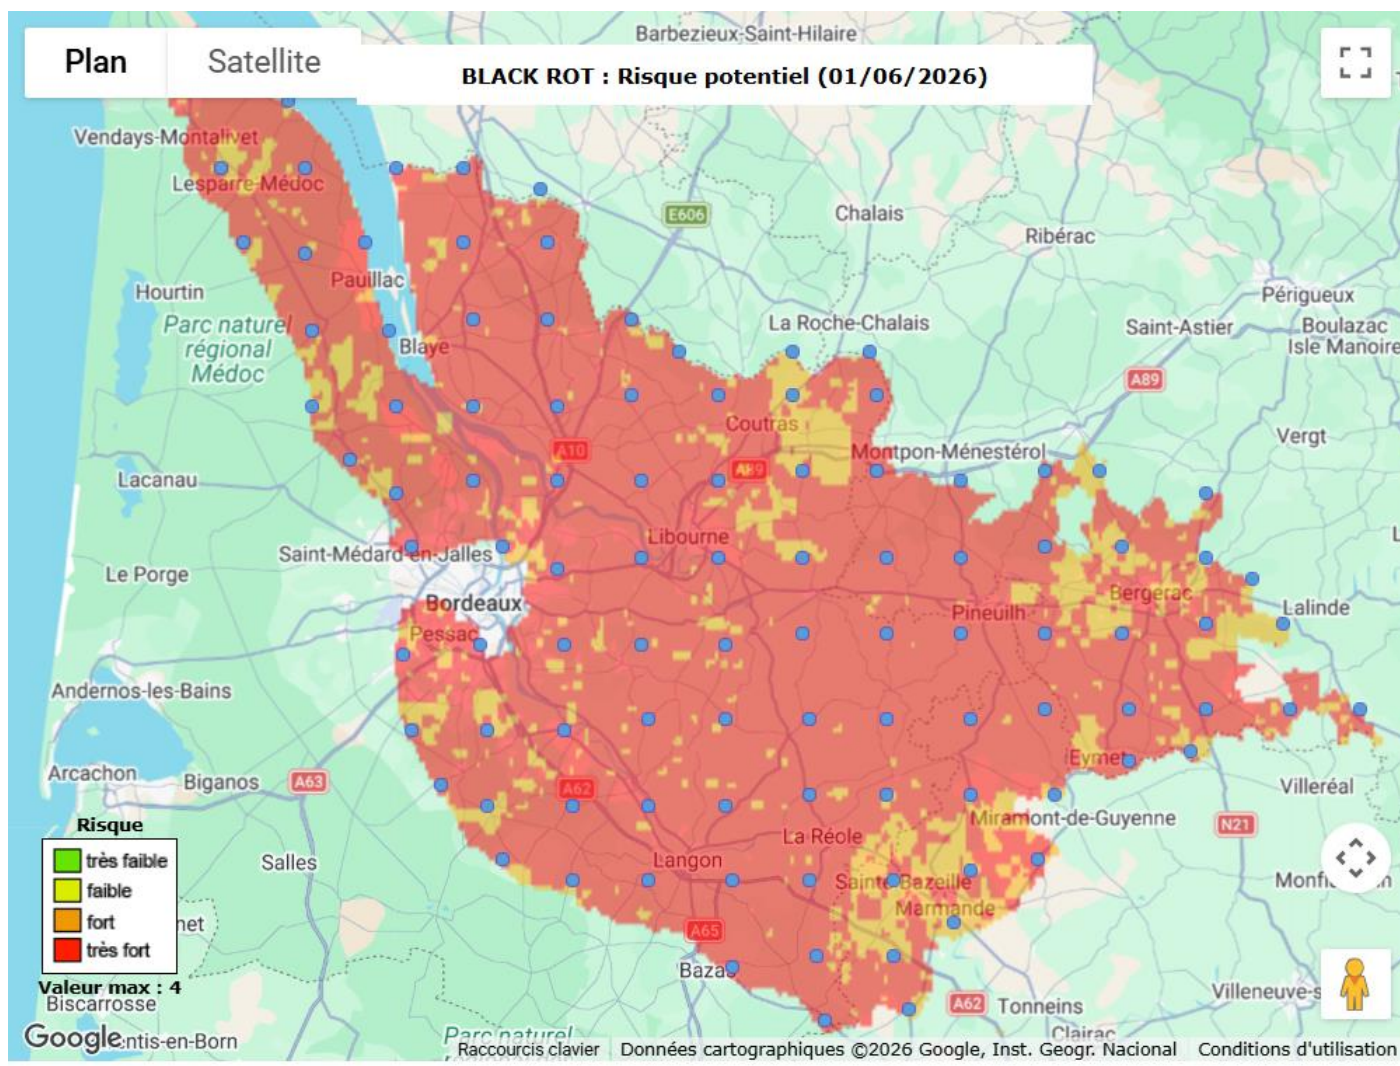 Barbezieux-Saint-Hilaire
Plan
Satellite
BLACK ROT : Risque potentiel (01/06/2026)
Vendays-Montalivet
Lesparre-Médoc
E606
Chalais
Ribérac
Pauillac
Hourtin
Périgueux
Parc naturel
régional
Médoc
La Roche-Chalais
Saint-Astier
Boulazac
Isle Manoire
Blaye
A89
Coutras
Vergt
A10
Montpon-Ménestérol
A89
Lacanau
Libourne
Saint-Médard-en-Jalles
Le Porge
Bergerac
Bordeaux
Pineuilh
Lalinde
Pessac
Andernos-les-Bains
Eymet
Arcachon
Biganos
A63
A62
Villeréal
Risque
Miramont-de-Guyenne
N21
La Réole
très faible
Salles
Langon
faible
Sainte-Bazeille
Marmande
fort
A65
très fort
Bazas
Valeur max : 4
Biscarrosse
A62
Tonneins
Villeneuve-s
Google
entis-en-Born
Parc naturel
Clairac
Raccourcis clavier
Données cartographiques ©2026 Google, Inst. Geogr. Nacional
Conditions d'utilisation